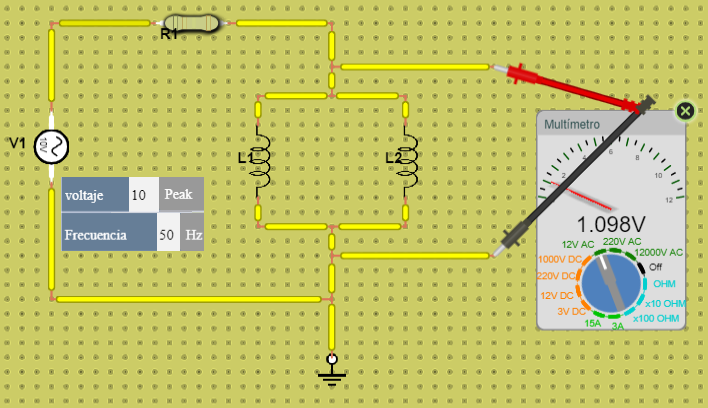 R1
V1
10V
L1
L2
voltaje 10 Peak
Frecuencia 50 Hz
Multímetro
2 4 6 8 10 12
1.098V
12V AC 220V AC 12000V AC
1000V DC Off
220V DC OHM
12V DC x10 OHM
3V DC x100 OHM
15A 3A